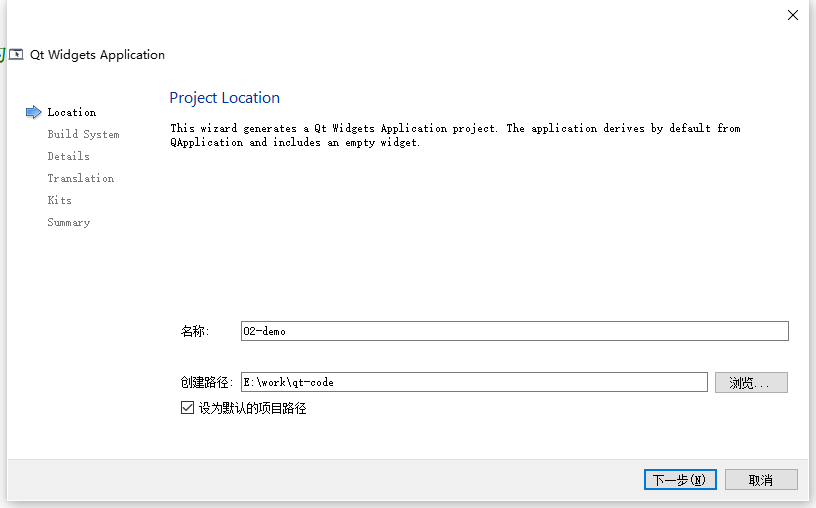 Qt Widgets Application
Location
Build System
Details
Translation
Kits
Summary
Project Location
This wizard generates a Qt Widgets Application project. The application derives by default from
QApplication and includes an empty widget.
名称:
02-demo
创建路径:
E:\work\qt-code
浏览...
设为默认的项目路径
下一步(N)
取消